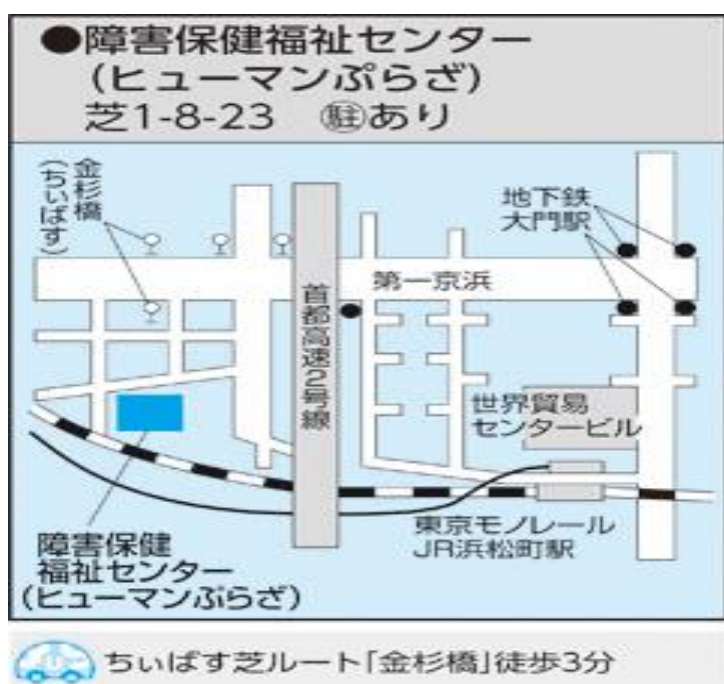 ●障害保健福祉センター
(ヒューマンぷらざ)
芝1-8-23 ㊟あり
金杉橋
(ちぃばす)
地下鉄
大門駅
第一京浜
首都高速2号線
世界貿易
センタービル
東京モノレール
JR浜松町駅
障害保健
福祉センター
(ヒューマンぷらざ)
ちぃばす芝ルート「金杉橋」徒歩3分